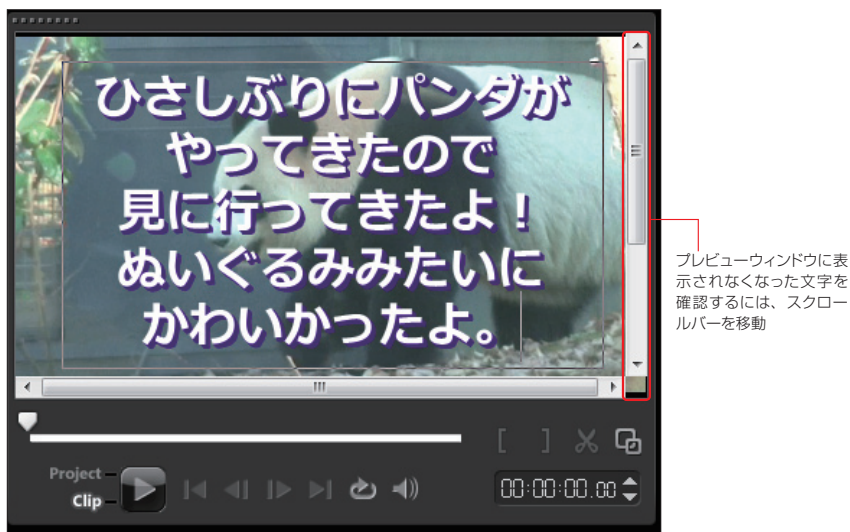 ひさしぶりにパンダが
やってきたので
見に行ってきたよ！
ぬいぐるみみたいに
かわいかったよ。
プレビューウィンドウに表
示されなくなった文字を
確認するには、スクロー
ルバーを移動
Project
Clip
00:00:00.00